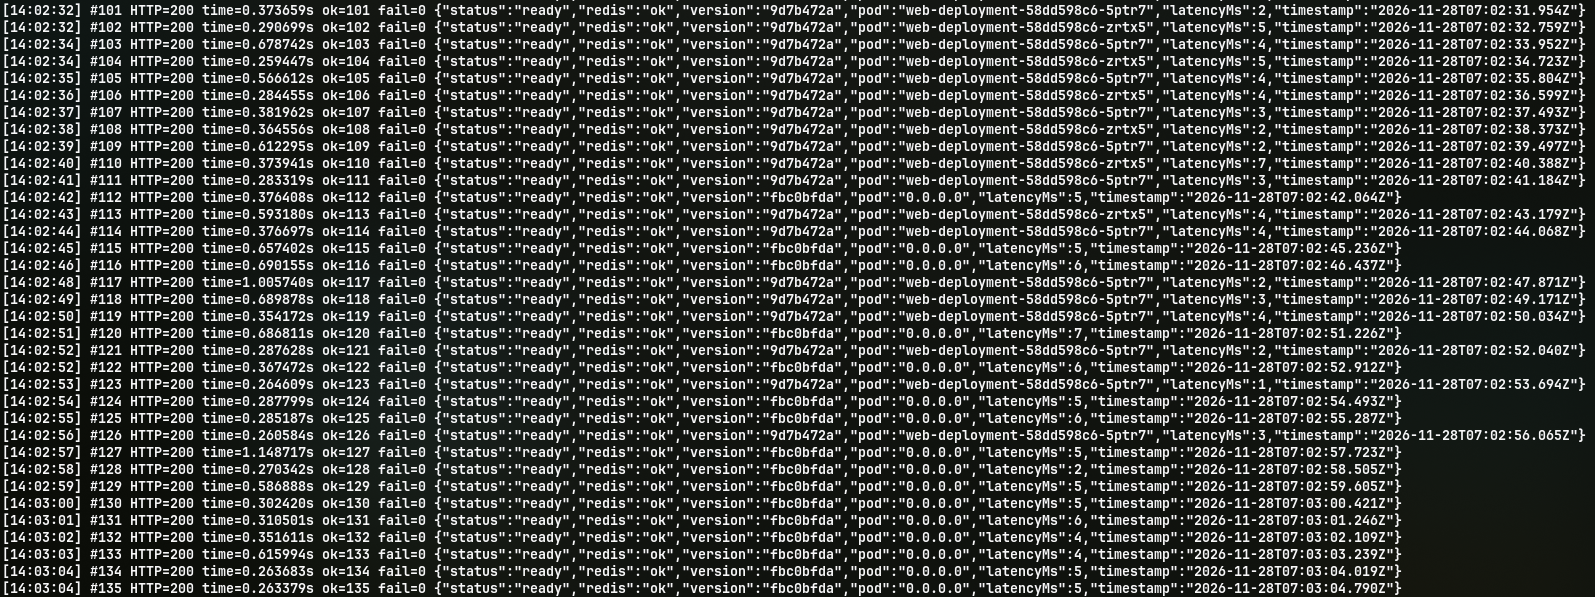 [14:02:32] #101 HTTP=200 time=0.373659s ok=101 fail=0 {"status":"ready","redis":"ok","version":"9d7b472a","pod":"web-deployment-58dd598c6-5ptr7","latencyMs":2,"timestamp":"2026-11-28T07:02:31.954Z"}
[14:02:32] #102 HTTP=200 time=0.290699s ok=102 fail=0 {"status":"ready","redis":"ok","version":"9d7b472a","pod":"web-deployment-58dd598c6-zrtx5","latencyMs":5,"timestamp":"2026-11-28T07:02:32.759Z"}
[14:02:34] #103 HTTP=200 time=0.678742s ok=103 fail=0 {"status":"ready","redis":"ok","version":"9d7b472a","pod":"web-deployment-58dd598c6-5ptr7","latencyMs":4,"timestamp":"2026-11-28T07:02:33.952Z"}
[14:02:34] #104 HTTP=200 time=0.259447s ok=104 fail=0 {"status":"ready","redis":"ok","version":"9d7b472a","pod":"web-deployment-58dd598c6-zrtx5","latencyMs":5,"timestamp":"2026-11-28T07:02:34.723Z"}
[14:02:35] #105 HTTP=200 time=0.566612s ok=105 fail=0 {"status":"ready","redis":"ok","version":"9d7b472a","pod":"web-deployment-58dd598c6-5ptr7","latencyMs":4,"timestamp":"2026-11-28T07:02:35.804Z"}
[14:02:36] #106 HTTP=200 time=0.284455s ok=106 fail=0 {"status":"ready","redis":"ok","version":"9d7b472a","pod":"web-deployment-58dd598c6-zrtx5","latencyMs":4,"timestamp":"2026-11-28T07:02:36.599Z"}
[14:02:37] #107 HTTP=200 time=0.381962s ok=107 fail=0 {"status":"ready","redis":"ok","version":"9d7b472a","pod":"web-deployment-58dd598c6-5ptr7","latencyMs":3,"timestamp":"2026-11-28T07:02:37.493Z"}
[14:02:38] #108 HTTP=200 time=0.364556s ok=108 fail=0 {"status":"ready","redis":"ok","version":"9d7b472a","pod":"web-deployment-58dd598c6-zrtx5","latencyMs":2,"timestamp":"2026-11-28T07:02:38.373Z"}
[14:02:39] #109 HTTP=200 time=0.612295s ok=109 fail=0 {"status":"ready","redis":"ok","version":"9d7b472a","pod":"web-deployment-58dd598c6-5ptr7","latencyMs":2,"timestamp":"2026-11-28T07:02:39.497Z"}
[14:02:40] #110 HTTP=200 time=0.373941s ok=110 fail=0 {"status":"ready","redis":"ok","version":"9d7b472a","pod":"web-deployment-58dd598c6-zrtx5","latencyMs":7,"timestamp":"2026-11-28T07:02:40.388Z"}
[14:02:41] #111 HTTP=200 time=0.283319s ok=111 fail=0 {"status":"ready","redis":"ok","version":"9d7b472a","pod":"web-deployment-58dd598c6-5ptr7","latencyMs":3,"timestamp":"2026-11-28T07:02:41.184Z"}
[14:02:42] #112 HTTP=200 time=0.376408s ok=112 fail=0 {"status":"ready","redis":"ok","version":"fbc0bfda","pod":"0.0.0.0","latencyMs":5,"timestamp":"2026-11-28T07:02:42.064Z"}
[14:02:43] #113 HTTP=200 time=0.593180s ok=113 fail=0 {"status":"ready","redis":"ok","version":"9d7b472a","pod":"web-deployment-58dd598c6-zrtx5","latencyMs":4,"timestamp":"2026-11-28T07:02:43.179Z"}
[14:02:44] #114 HTTP=200 time=0.376697s ok=114 fail=0 {"status":"ready","redis":"ok","version":"9d7b472a","pod":"web-deployment-58dd598c6-5ptr7","latencyMs":4,"timestamp":"2026-11-28T07:02:44.068Z"}
[14:02:45] #115 HTTP=200 time=0.657402s ok=115 fail=0 {"status":"ready","redis":"ok","version":"fbc0bfda","pod":"0.0.0.0","latencyMs":5,"timestamp":"2026-11-28T07:02:45.236Z"}
[14:02:46] #116 HTTP=200 time=0.690155s ok=116 fail=0 {"status":"ready","redis":"ok","version":"fbc0bfda","pod":"0.0.0.0","latencyMs":6,"timestamp":"2026-11-28T07:02:46.437Z"}
[14:02:48] #117 HTTP=200 time=1.005740s ok=117 fail=0 {"status":"ready","redis":"ok","version":"9d7b472a","pod":"web-deployment-58dd598c6-5ptr7","latencyMs":2,"timestamp":"2026-11-28T07:02:47.871Z"}
[14:02:49] #118 HTTP=200 time=0.689878s ok=118 fail=0 {"status":"ready","redis":"ok","version":"9d7b472a","pod":"web-deployment-58dd598c6-5ptr7","latencyMs":3,"timestamp":"2026-11-28T07:02:49.171Z"}
[14:02:50] #119 HTTP=200 time=0.354172s ok=119 fail=0 {"status":"ready","redis":"ok","version":"9d7b472a","pod":"web-deployment-58dd598c6-5ptr7","latencyMs":4,"timestamp":"2026-11-28T07:02:50.034Z"}
[14:02:51] #120 HTTP=200 time=0.686811s ok=120 fail=0 {"status":"ready","redis":"ok","version":"fbc0bfda","pod":"0.0.0.0","latencyMs":7,"timestamp":"2026-11-28T07:02:51.226Z"}
[14:02:52] #121 HTTP=200 time=0.287628s ok=121 fail=0 {"status":"ready","redis":"ok","version":"9d7b472a","pod":"web-deployment-58dd598c6-5ptr7","latencyMs":2,"timestamp":"2026-11-28T07:02:52.040Z"}
[14:02:52] #122 HTTP=200 time=0.367472s ok=122 fail=0 {"status":"ready","redis":"ok","version":"fbc0bfda","pod":"0.0.0.0","latencyMs":6,"timestamp":"2026-11-28T07:02:52.912Z"}
[14:02:53] #123 HTTP=200 time=0.264609s ok=123 fail=0 {"status":"ready","redis":"ok","version":"9d7b472a","pod":"web-deployment-58dd598c6-5ptr7","latencyMs":1,"timestamp":"2026-11-28T07:02:53.694Z"}
[14:02:54] #124 HTTP=200 time=0.287799s ok=124 fail=0 {"status":"ready","redis":"ok","version":"fbc0bfda","pod":"0.0.0.0","latencyMs":5,"timestamp":"2026-11-28T07:02:54.493Z"}
[14:02:55] #125 HTTP=200 time=0.285187s ok=125 fail=0 {"status":"ready","redis":"ok","version":"fbc0bfda","pod":"0.0.0.0","latencyMs":6,"timestamp":"2026-11-28T07:02:55.287Z"}
[14:02:56] #126 HTTP=200 time=0.260584s ok=126 fail=0 {"status":"ready","redis":"ok","version":"9d7b472a","pod":"web-deployment-58dd598c6-5ptr7","latencyMs":3,"timestamp":"2026-11-28T07:02:56.065Z"}
[14:02:57] #127 HTTP=200 time=1.148717s ok=127 fail=0 {"status":"ready","redis":"ok","version":"fbc0bfda","pod":"0.0.0.0","latencyMs":5,"timestamp":"2026-11-28T07:02:57.723Z"}
[14:02:58] #128 HTTP=200 time=0.270342s ok=128 fail=0 {"status":"ready","redis":"ok","version":"fbc0bfda","pod":"0.0.0.0","latencyMs":2,"timestamp":"2026-11-28T07:02:58.505Z"}
[14:02:59] #129 HTTP=200 time=0.586888s ok=129 fail=0 {"status":"ready","redis":"ok","version":"fbc0bfda","pod":"0.0.0.0","latencyMs":5,"timestamp":"2026-11-28T07:02:59.605Z"}
[14:03:00] #130 HTTP=200 time=0.302420s ok=130 fail=0 {"status":"ready","redis":"ok","version":"fbc0bfda","pod":"0.0.0.0","latencyMs":5,"timestamp":"2026-11-28T07:03:00.421Z"}
[14:03:01] #131 HTTP=200 time=0.310501s ok=131 fail=0 {"status":"ready","redis":"ok","version":"fbc0bfda","pod":"0.0.0.0","latencyMs":6,"timestamp":"2026-11-28T07:03:01.246Z"}
[14:03:02] #132 HTTP=200 time=0.351611s ok=132 fail=0 {"status":"ready","redis":"ok","version":"fbc0bfda","pod":"0.0.0.0","latencyMs":4,"timestamp":"2026-11-28T07:03:02.109Z"}
[14:03:03] #133 HTTP=200 time=0.615994s ok=133 fail=0 {"status":"ready","redis":"ok","version":"fbc0bfda","pod":"0.0.0.0","latencyMs":4,"timestamp":"2026-11-28T07:03:03.239Z"}
[14:03:04] #134 HTTP=200 time=0.263683s ok=134 fail=0 {"status":"ready","redis":"ok","version":"fbc0bfda","pod":"0.0.0.0","latencyMs":5,"timestamp":"2026-11-28T07:03:04.019Z"}
[14:03:04] #135 HTTP=200 time=0.263379s ok=135 fail=0 {"status":"ready","redis":"ok","version":"fbc0bfda","pod":"0.0.0.0","latencyMs":5,"timestamp":"2026-11-28T07:03:04.790Z"}